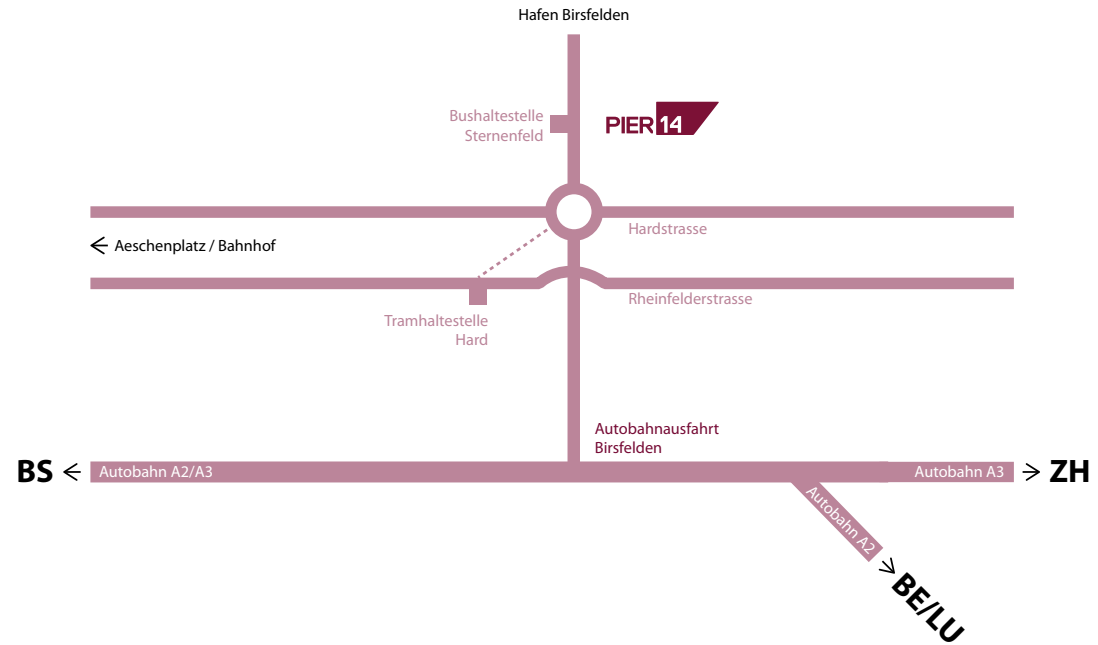 Hafen Birsfelden
Bushaltestelle
Sternenfeld
PIER 14
Hardstrasse
← Aeschenplatz / Bahnhof
Rheinfelderstrasse
Tramhaltestelle
Hard
Autobahnausfahrt
Birsfelden
BS ← Autobahn A2/A3
Autobahn A3 → ZH
Autobahn A2
→ BE/LU